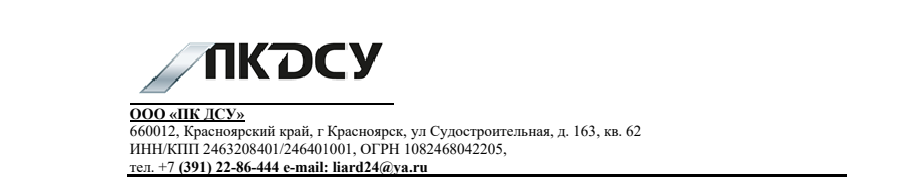 ПКДСУ
ООО «ПК ДСУ»
660012, Красноярский край, г Красноярск, ул Судостроительная, д. 163, кв. 62
ИНН/КПП 2463208401/246401001, ОГРН 1082468042205,
тел. +7 (391) 22-86-444 e-mail: liard24@ya.ru